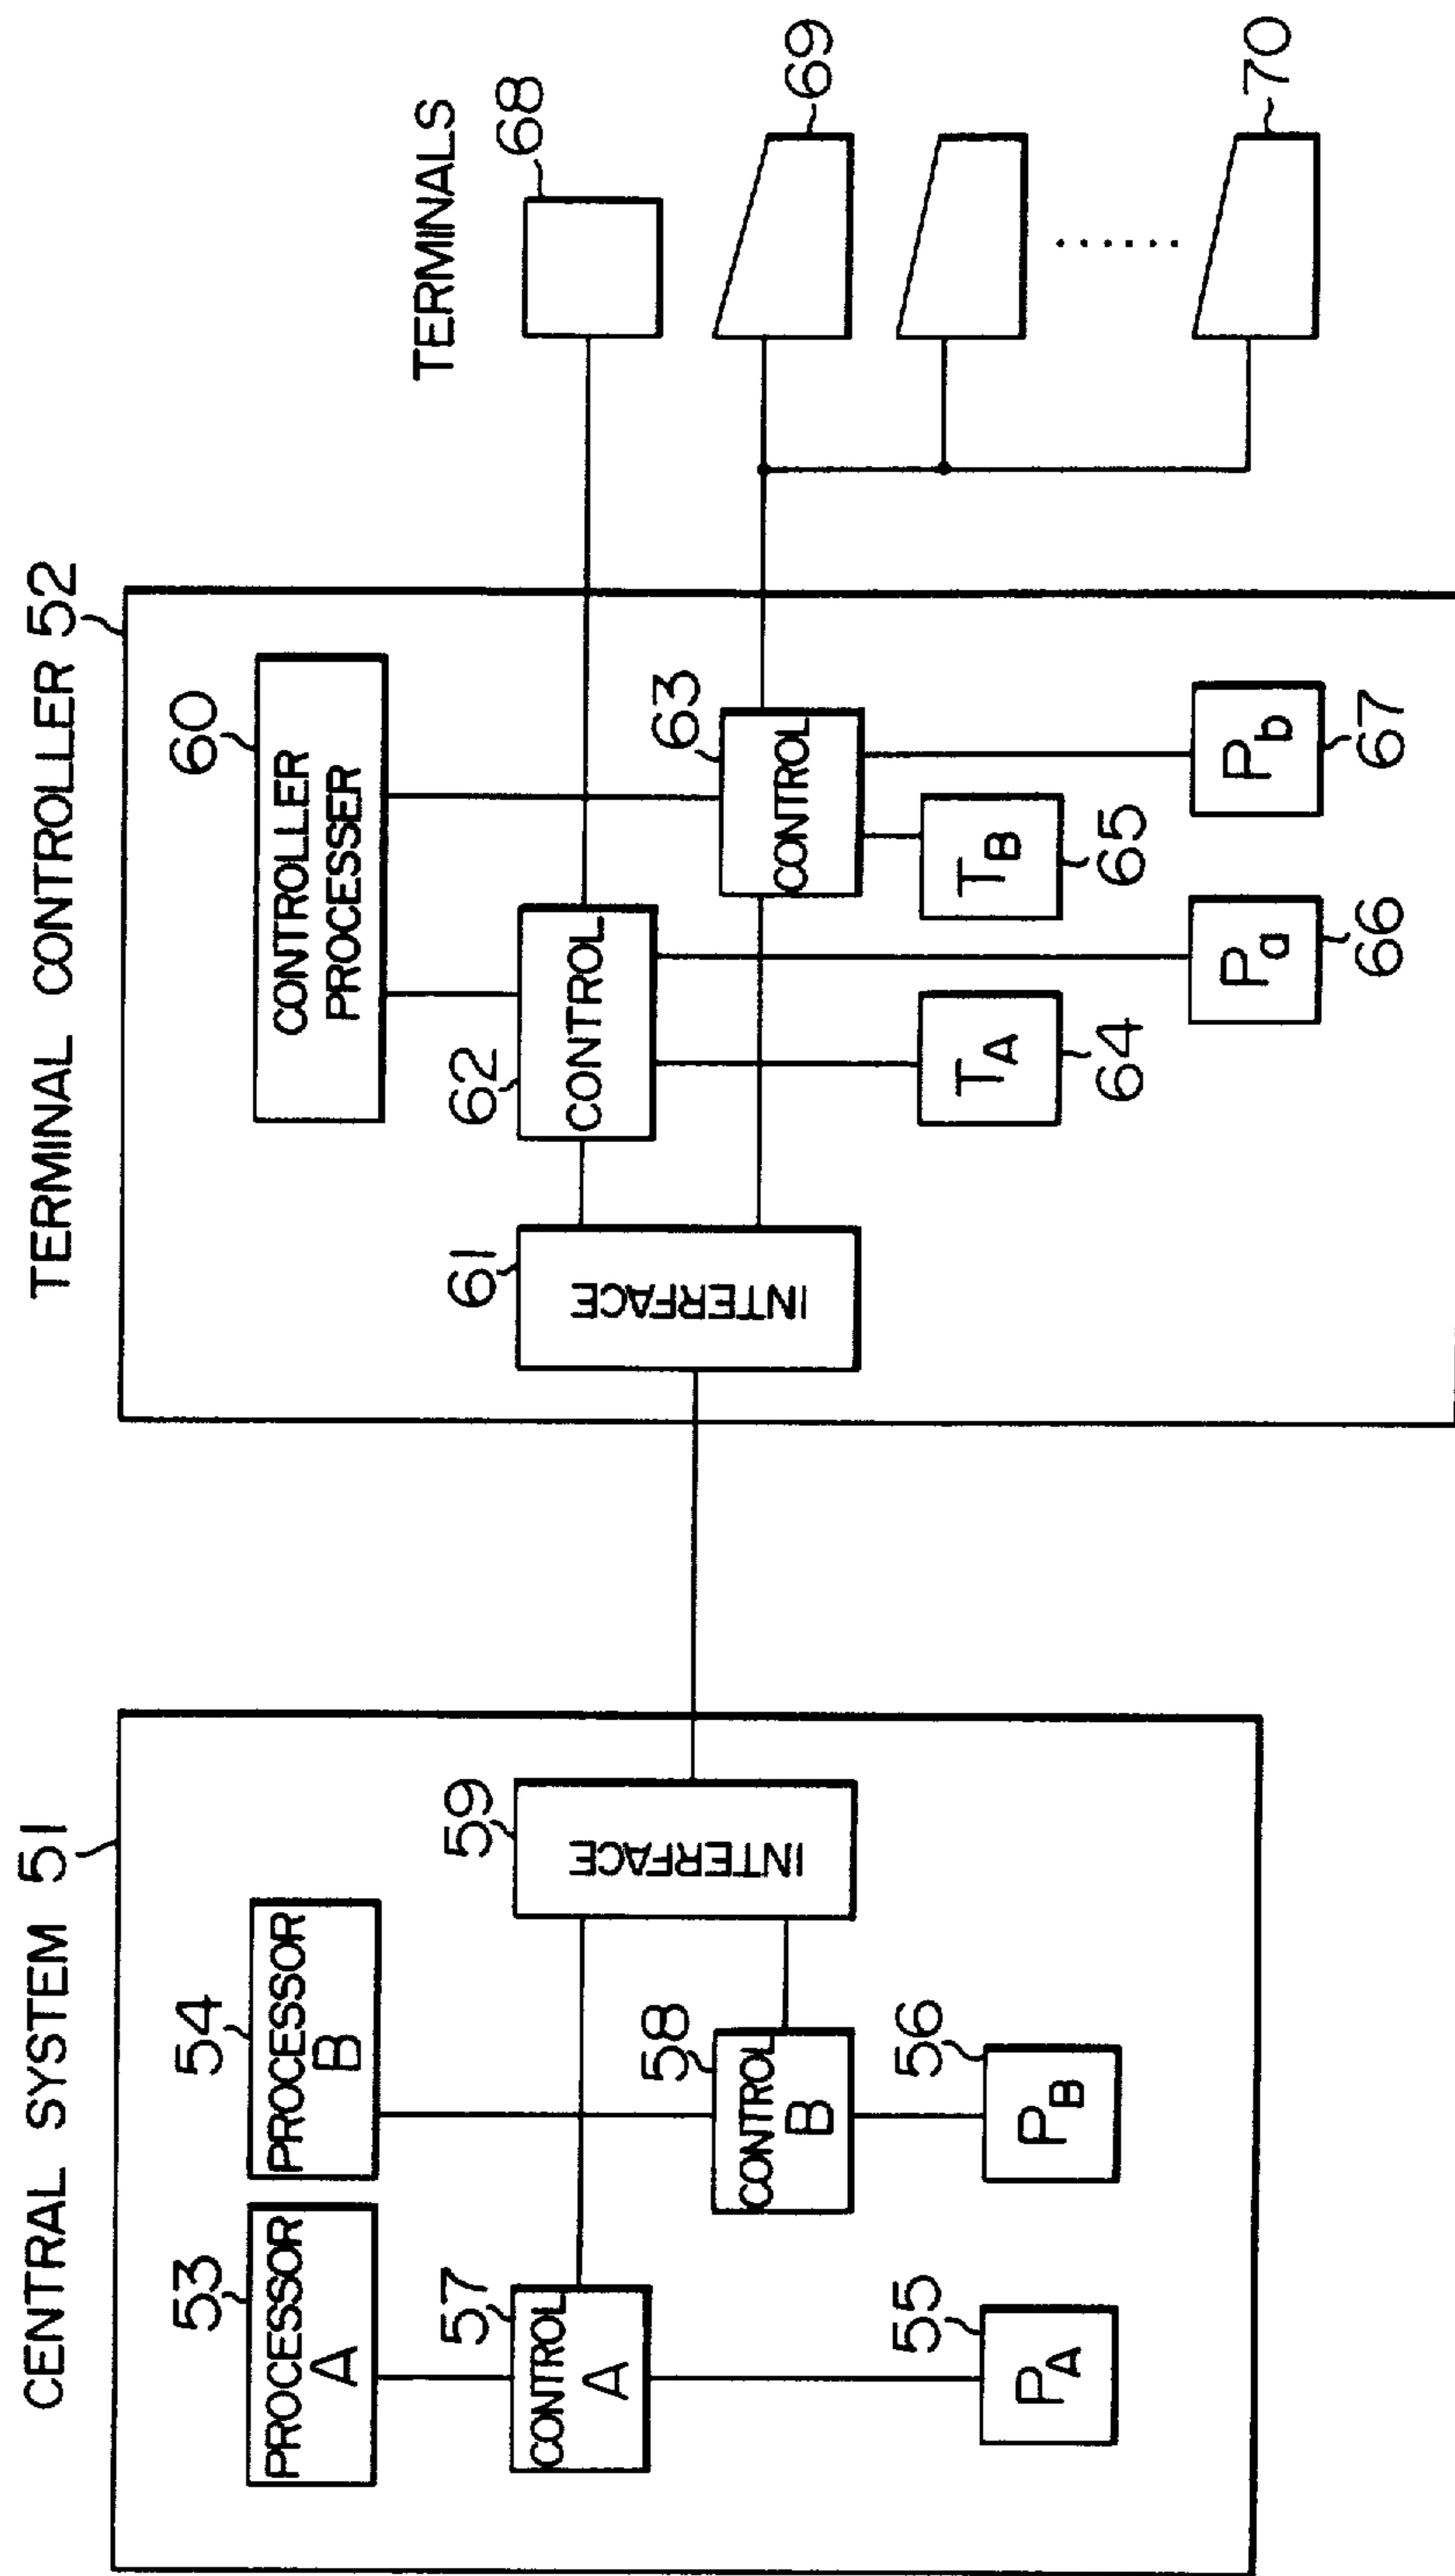 CENTRAL SYSTEM 51
53
PROCESSOR
A
54
PROCESSOR
B
57
CONTROL
A
58
CONTROL
B
59
INTERFACE
55
PA
56
PB
TERMINAL CONTROLLER 52
60
CONTROLLER
PROCESSER
61
INTERFACE
62
CONTROL
63
CONTROL
TA
64
TB
65
Pa
66
Pb
67
TERMINALS
68
69
70